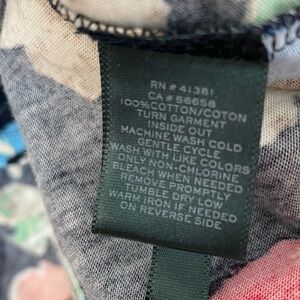 RN # 41381
CA # 56658
100% COTTON/COTON
TURN GARMENT
INSIDE OUT
MACHINE WASH COLD
GENTLE CYCLE
WASH WITH LIKE COLORS
ONLY NON-CHLORINE
BLEACH WHEN NEEDED
REMOVE PROMPTLY
TUMBLE DRY LOW
WARM IRON IF NEEDED
ON REVERSE SIDE